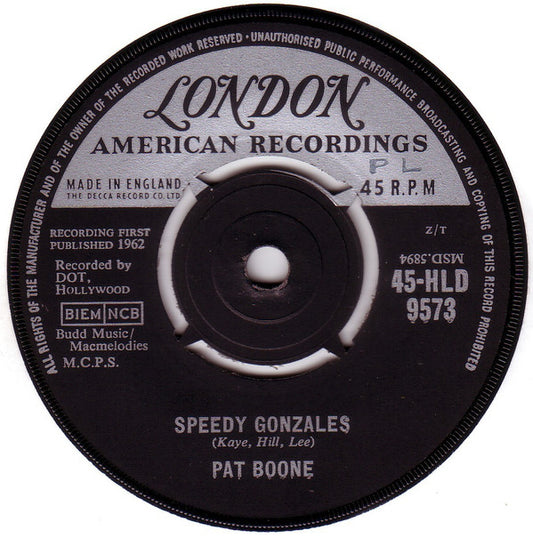 ALL RIGHTS OF THE MANUFACTURER AND OF THE OWNER OF THE RECORDED WORK RESERVED · UNAUTHORISED PUBLIC PERFORMANCE BROADCASTING AND COPYING OF THIS RECORD PROHIBITED
LONDON
AMERICAN RECORDINGS
PL
MADE IN ENGLAND
THE DECCA RECORD CO LTD
45 R.P.M
RECORDING FIRST
PUBLISHED 1962
Recorded by
DOT,
HOLLYWOOD
BIEM NCB
Budd Music/
Macmelodies
M.C.P.S.
Z/T
MSD.5894
45-HLD
9573
SPEEDY GONZALES
(Kaye, Hill, Lee)
PAT BOONE